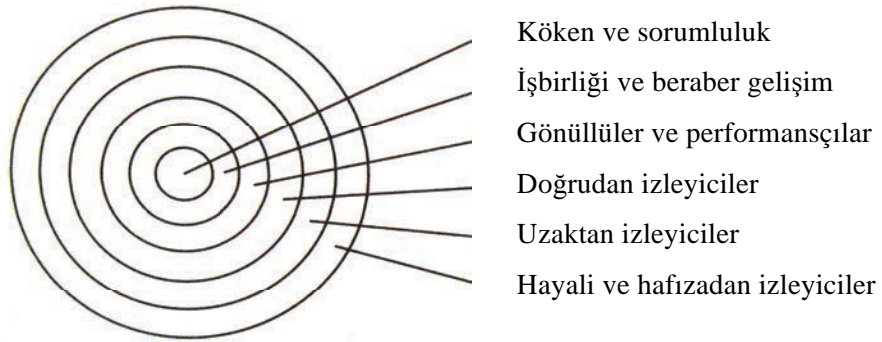 Köken ve sorumluluk
İşbirliği ve beraber gelişim
Gönüllüler ve performansçılar
Doğrudan izleyiciler
Uzaktan izleyiciler
Hayali ve hafızadan izleyiciler